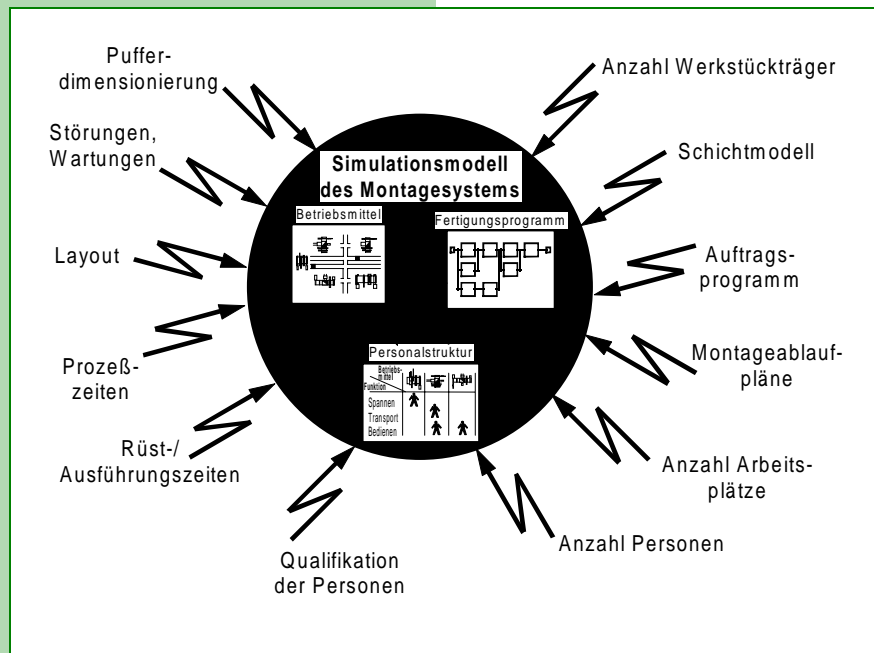 Puffer-
dimensionierung
Störungen,
Wartungen
Layout
Prozeß-
zeiten
Rüst-/
Ausführungszeiten
Qualifikation
der Personen
Simulationsmodell
des Montagesystems
Betriebsmittel
Fertigungsprogramm
Personalstruktur
Betriebs-
mittel
Funktion
Spannen
Transport
Bedienen
Anzahl Werkstückträger
Schichtmodell
Auftrags-
programm
Montageablauf-
pläne
Anzahl Arbeits-
plätze
Anzahl Personen